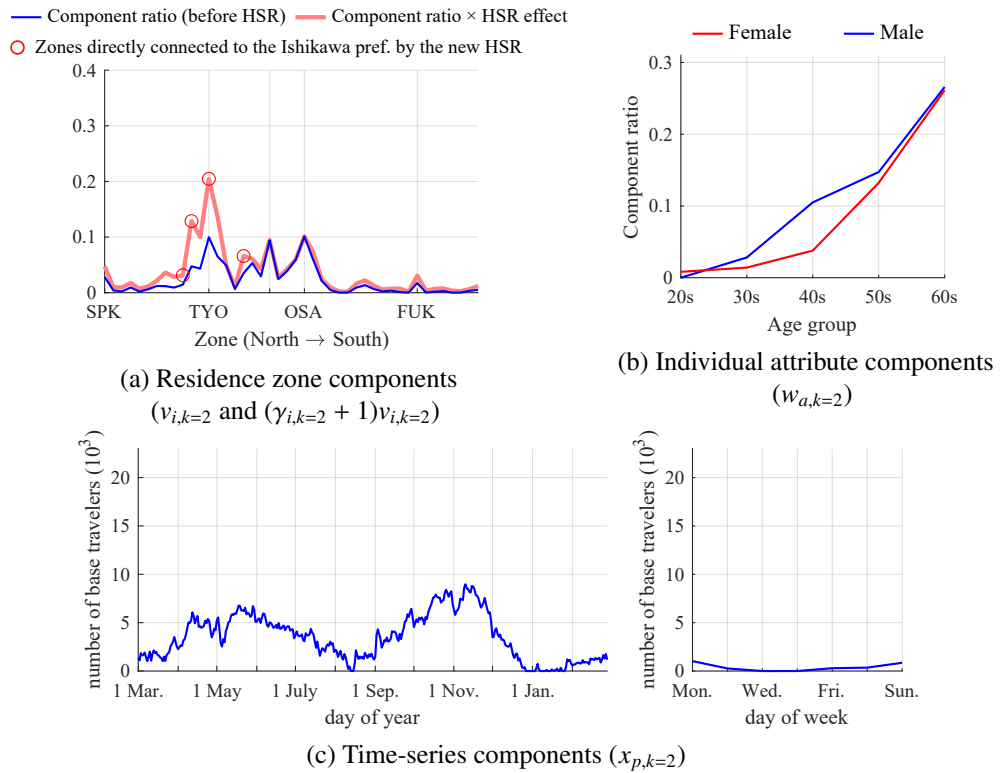 Component ratio (before HSR) Component ratio × HSR effect
Zones directly connected to the Ishikawa pref. by the new HSR
0.4
0.3
0.2
0.1
0
SPK TYO OSA FUK
Zone (North → South)
(a) Residence zone components
(v_{i,k=2} and (γ_{i,k=2} + 1)v_{i,k=2})
Female Male
Component ratio
0.3
0.2
0.1
0
20s 30s 40s 50s 60s
Age group
(b) Individual attribute components
(w_{a,k=2})
number of base travelers (10^3)
20
15
10
5
0
1 Mar. 1 May 1 July 1 Sep. 1 Nov. 1 Jan.
day of year
number of base travelers (10^3)
20
15
10
5
0
Mon. Wed. Fri. Sun.
day of week
(c) Time-series components (x_{p,k=2})